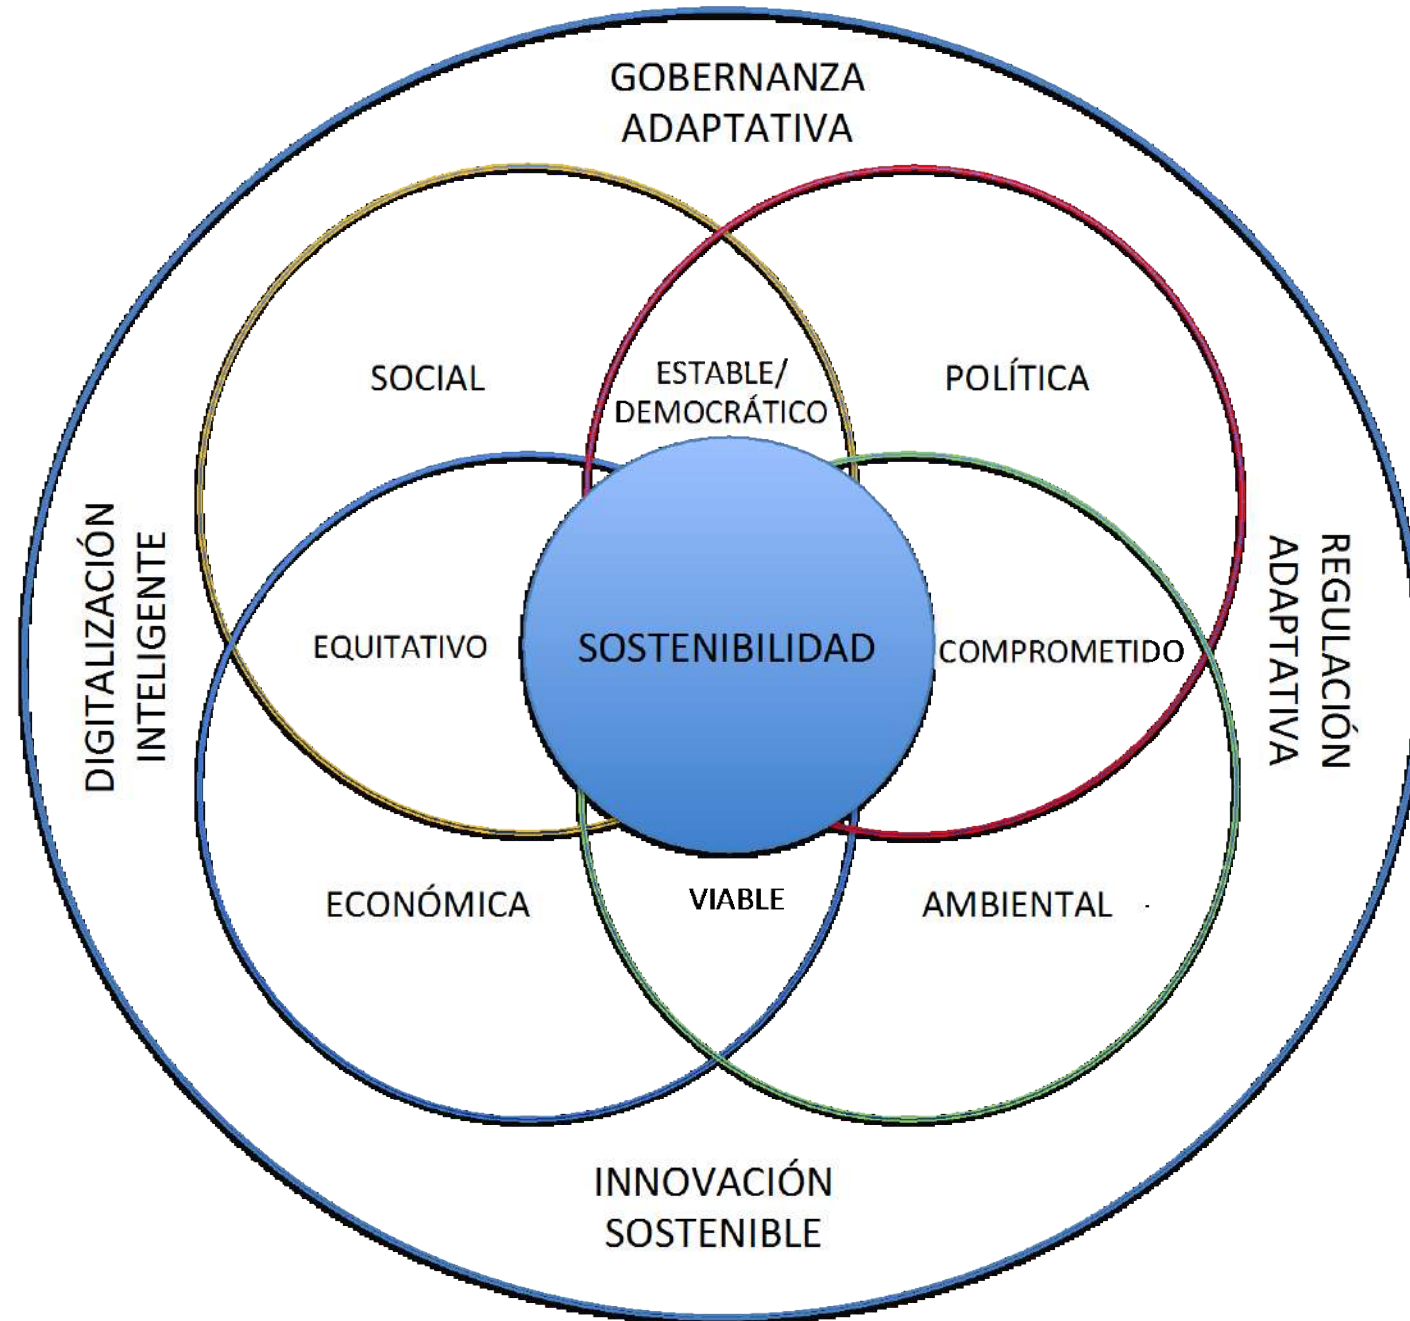 GOBERNANZA
ADAPTATIVA
SOCIAL
ESTABLE/
DEMOCRÁTICO
POLÍTICA
DIGITALIZACIÓN
INTELIGENTE
EQUITATIVO
SOSTENIBILIDAD
COMPROMETIDO
REGULACIÓN
ADAPTATIVA
ECONÓMICA
VIABLE
AMBIENTAL
INNOVACIÓN
SOSTENIBLE